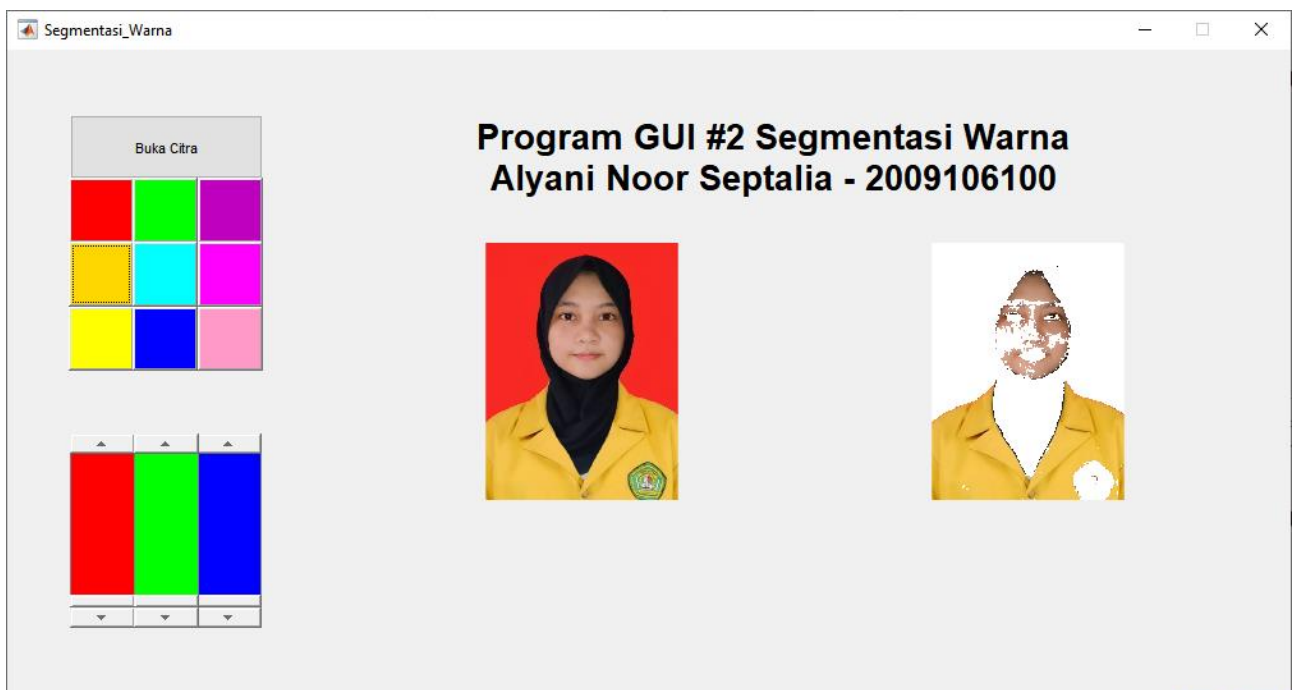 Segmentasi_Warna
Buka Citra
Program GUI #2 Segmentasi Warna
Alyani Noor Septalia - 2009106100